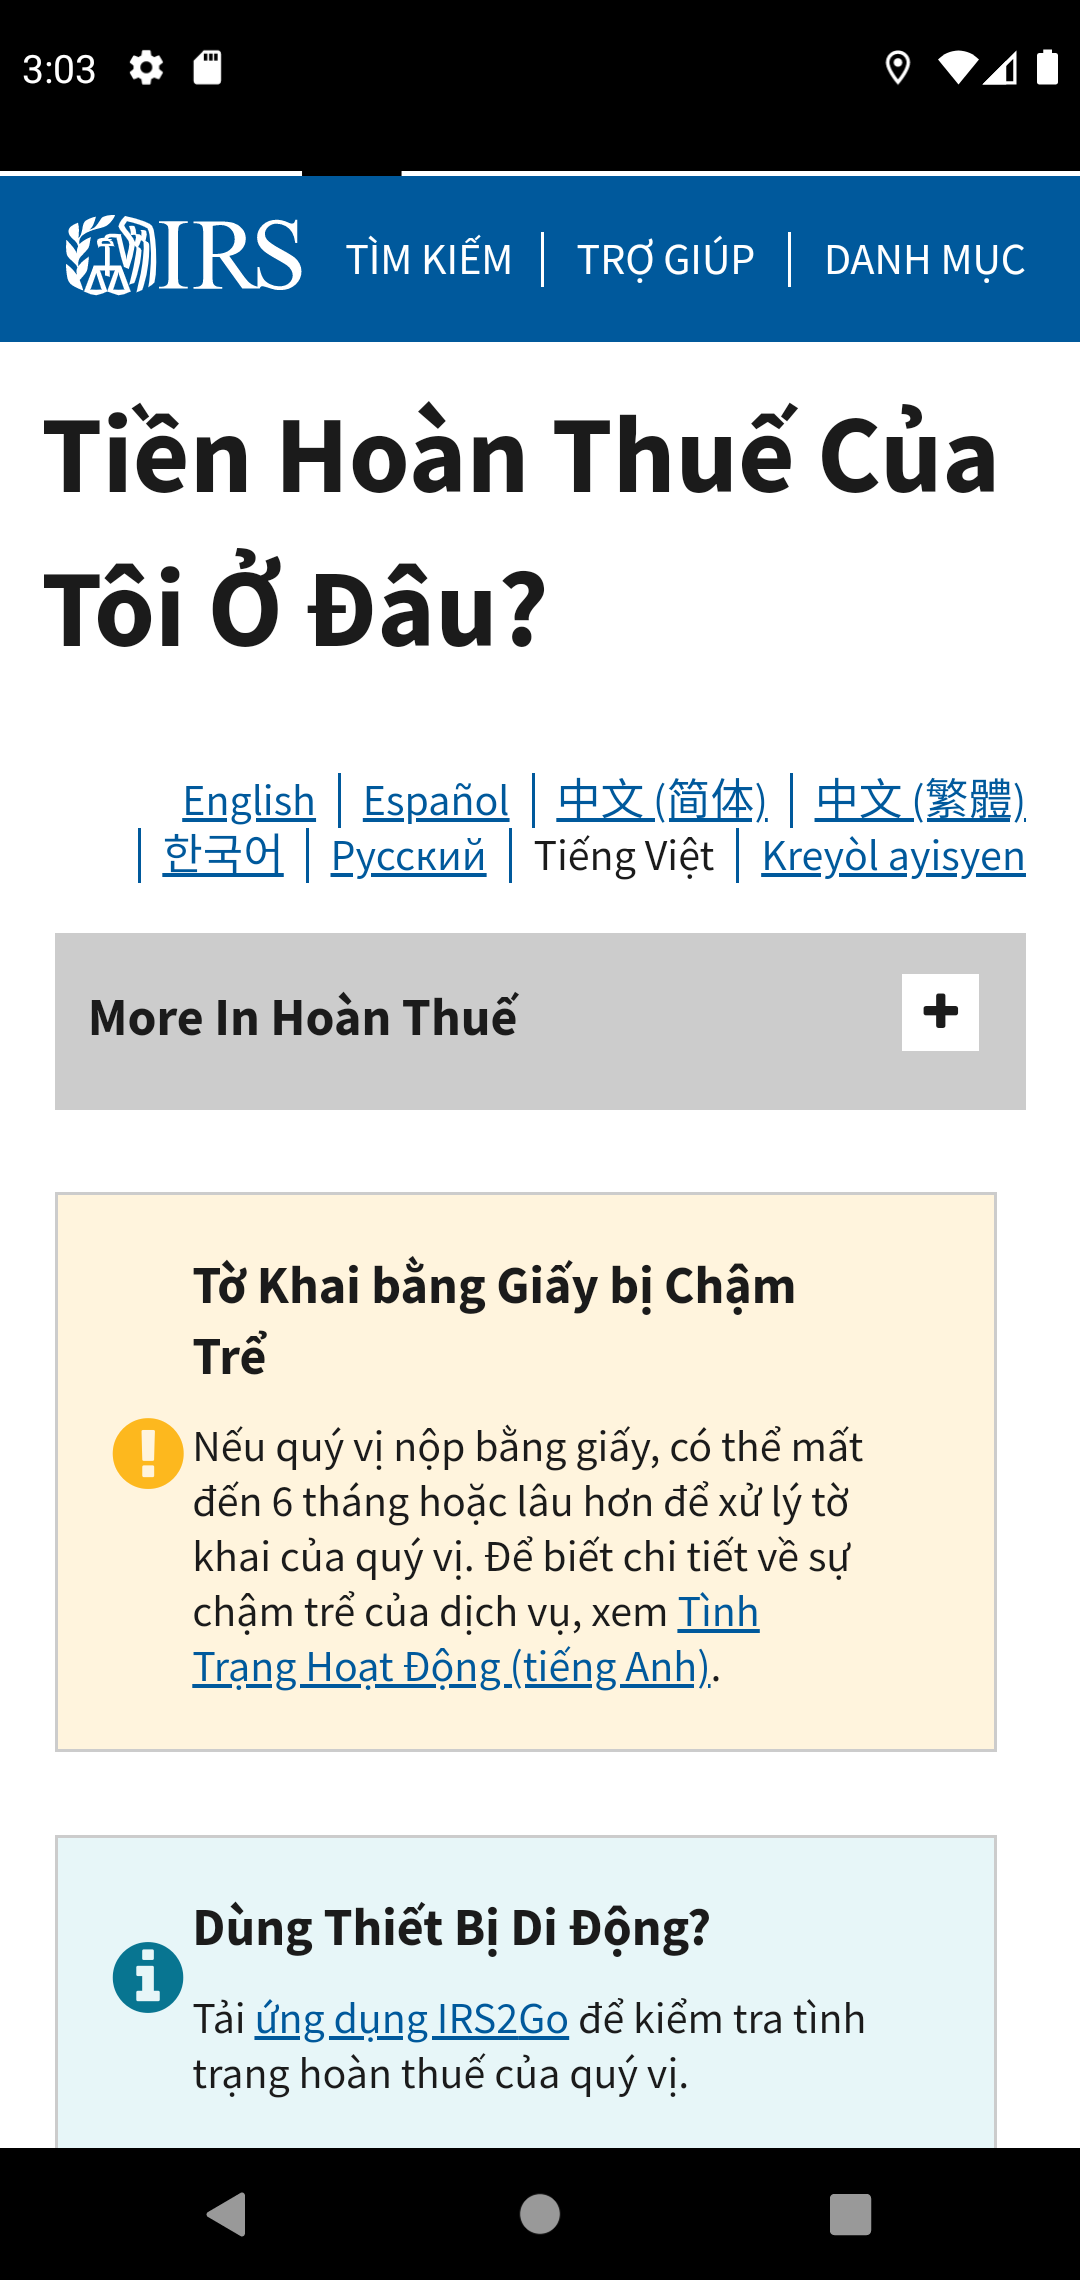 3:03
IRS TÌM KIẾM TRỢ GIÚP DANH MỤC
Tiền Hoàn Thuế Của
Tôi Ở Đâu?
English Español 中文 (简体) 中文 (繁體)
한국어 Русский Tiếng Việt Kreyòl ayisyen
More In Hoàn Thuế
Tờ Khai bằng Giấy bị Chậm
Trể
Nếu quý vị nộp bằng giấy, có thể mất
đến 6 tháng hoặc lâu hơn để xử lý tờ
khai của quý vị. Để biết chi tiết về sự
chậm trể của dịch vụ, xem Tình
Trạng Hoạt Động (tiếng Anh).
Dùng Thiết Bị Di Động?
Tải ứng dụng IRS2Go để kiểm tra tình
trạng hoàn thuế của quý vị.